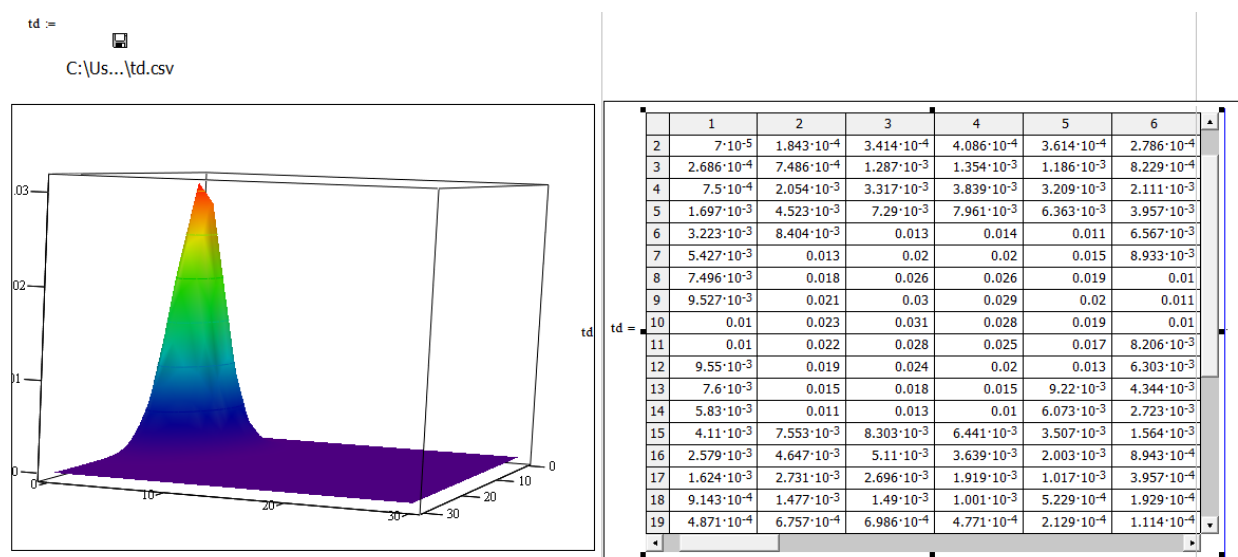 td :=
C:\Us...\td.csv
.03
02
01
0
0
10
20
30
30
20
10
0
td
td =
1 2 3 4 5 6
2 7·10-5 1.843·10-4 3.414·10-4 4.086·10-4 3.614·10-4 2.786·10-4
3 2.686·10-4 7.486·10-4 1.287·10-3 1.354·10-3 1.186·10-3 8.229·10-4
4 7.5·10-4 2.054·10-3 3.317·10-3 3.839·10-3 3.209·10-3 2.111·10-3
5 1.697·10-3 4.523·10-3 7.29·10-3 7.961·10-3 6.363·10-3 3.957·10-3
6 3.223·10-3 8.404·10-3 0.013 0.014 0.011 6.567·10-3
7 5.427·10-3 0.013 0.02 0.02 0.015 8.933·10-3
8 7.496·10-3 0.018 0.026 0.026 0.019 0.01
9 9.527·10-3 0.021 0.03 0.029 0.02 0.011
10 0.01 0.023 0.031 0.028 0.019 0.01
11 0.01 0.022 0.028 0.025 0.017 8.206·10-3
12 9.55·10-3 0.019 0.024 0.02 0.013 6.303·10-3
13 7.6·10-3 0.015 0.018 0.015 9.22·10-3 4.344·10-3
14 5.83·10-3 0.011 0.013 0.01 6.073·10-3 2.723·10-3
15 4.11·10-3 7.553·10-3 8.303·10-3 6.441·10-3 3.507·10-3 1.564·10-3
16 2.579·10-3 4.647·10-3 5.11·10-3 3.639·10-3 2.003·10-3 8.943·10-4
17 1.624·10-3 2.731·10-3 2.696·10-3 1.919·10-3 1.017·10-3 3.957·10-4
18 9.143·10-4 1.477·10-3 1.49·10-3 1.001·10-3 5.229·10-4 1.929·10-4
19 4.871·10-4 6.757·10-4 6.986·10-4 4.771·10-4 2.129·10-4 1.114·10-4